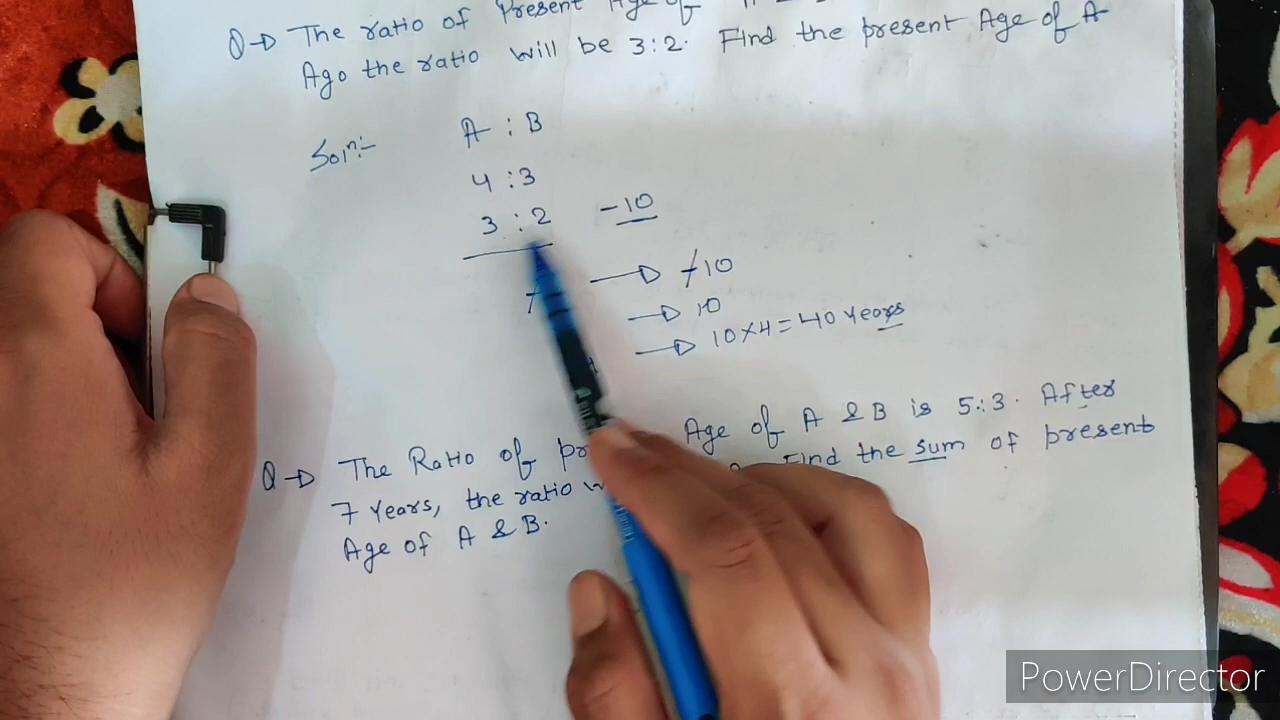 Q→ The ratio of Present Age of
Ago the ratio will be 3:2. Find the present Age of A
Soln:-
A : B
4 : 3
3 : 2 -10
→ -10
→ 10
→ 10×4=40 Years
Q→ The Ratio of Age of A & B is 5:3. After
7 Years, the ratio Find the sum of present
Age of A & B.
PowerDirector